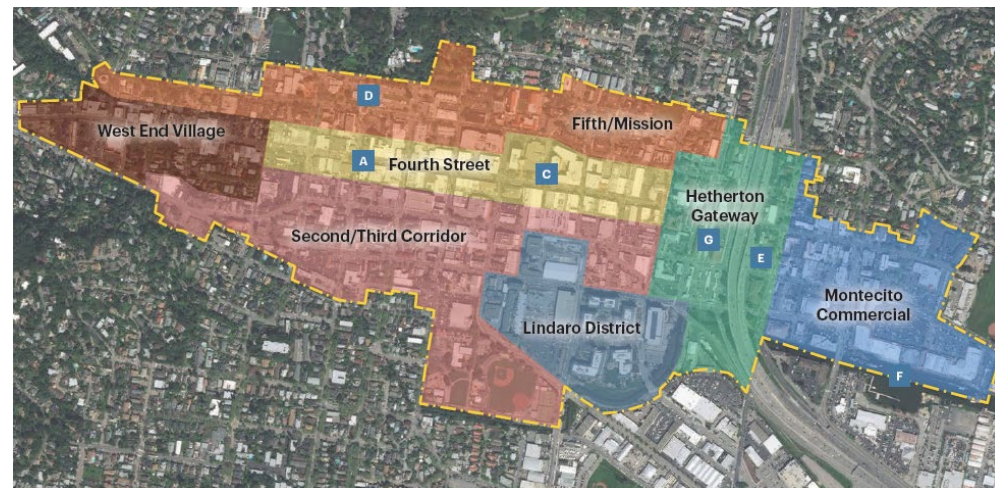 D
Fifth/Mission
West End Village
A
Fourth Street
C
Hetherton
Gateway
Second/Third Corridor
G
E
Montecito
Commercial
Lindaro District
F